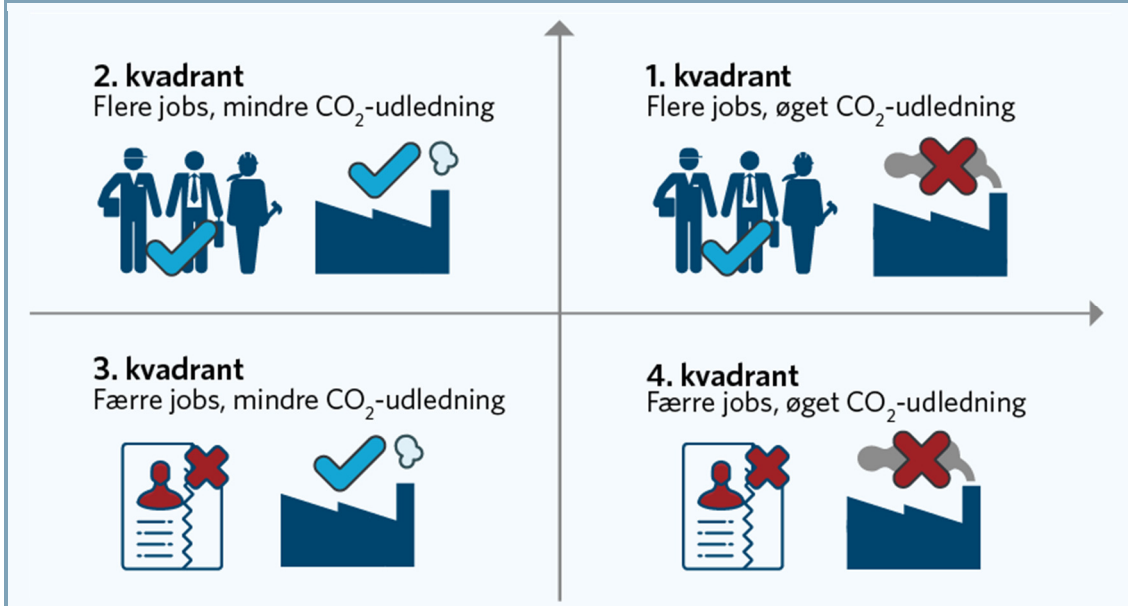 2. kvadrant
Flere jobs, mindre CO₂-udledning
1. kvadrant
Flere jobs, øget CO₂-udledning
3. kvadrant
Færre jobs, mindre CO₂-udledning
4. kvadrant
Færre jobs, øget CO₂-udledning